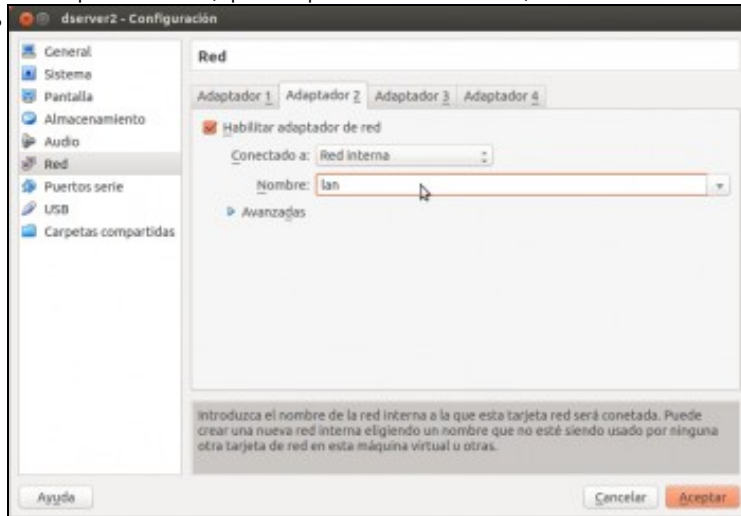 dserver2 - Configuración
General
Sistema
Pantalla
Almacenamiento
Audio
Red
Puertos serie
USB
Carpetas compartidas
Red
Adaptador 1 Adaptador 2 Adaptador 3 Adaptador 4
Habilitar adaptador de red
Conectado a: Red interna
Nombre: lan
Avanzadas
Introduzca el nombre de la red interna a la que esta tarjeta red será conetada. Puede
crear una nueva red interna eligiendo un nombre que no esté siendo usado por ninguna
otra tarjeta de red en esta máquina virtual u otras.
Ayuda Cancelar Aceptar